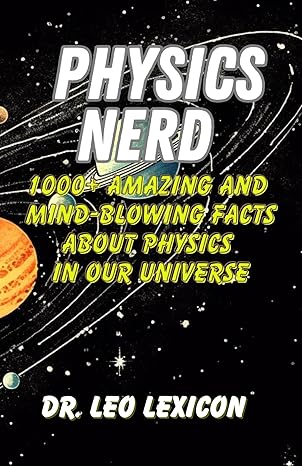 PHYSICS
NERD
1000+ AMAZING AND
MIND-BLOWING FACTS
ABOUT PHYSICS
IN OUR UNIVERSE
DR. LEO LEXICON